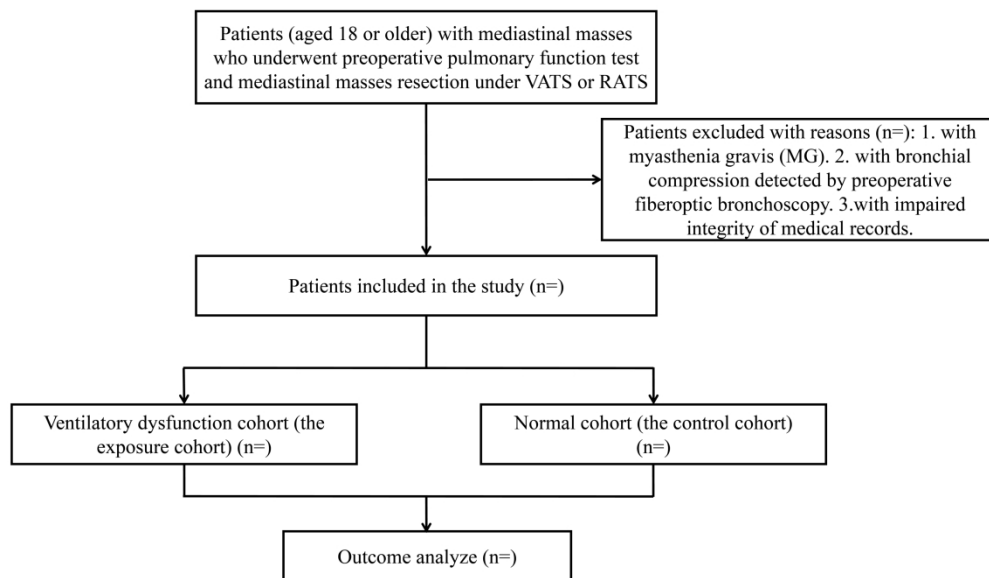 Patients (aged 18 or older) with mediastinal masses
who underwent preoperative pulmonary function test
and mediastinal masses resection under VATS or RATS
Patients excluded with reasons (n=): 1. with
myasthenia gravis (MG). 2. with bronchial
compression detected by preoperative
fiberoptic bronchoscopy. 3.with impaired
integrity of medical records.
Patients included in the study (n=)
Ventilatory dysfunction cohort (the
exposure cohort) (n=)
Normal cohort (the control cohort)
(n=)
Outcome analyze (n=)